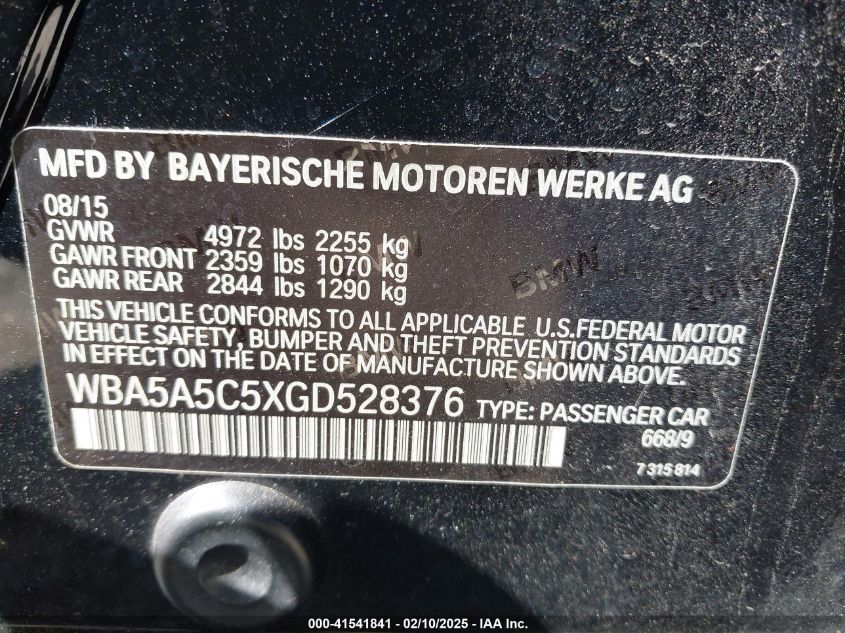 MFD BY BAYERISCHE MOTOREN WERKE AG
08/15
GVWR 4972 lbs 2255 kg
GAWR FRONT 2359 lbs 1070 kg
GAWR REAR 2844 lbs 1290 kg
THIS VEHICLE CONFORMS TO ALL APPLICABLE U.S.FEDERAL MOTOR
VEHICLE SAFETY, BUMPER AND THEFT PREVENTION STANDARDS
IN EFFECT ON THE DATE OF MANUFACTURE SHOWN ABOVE.
WBA5A5C5XGD528376 TYPE: PASSENGER CAR
668/9
7 315 814
BMW
BMW
000-41541841 - 02/10/2025 - IAA Inc.